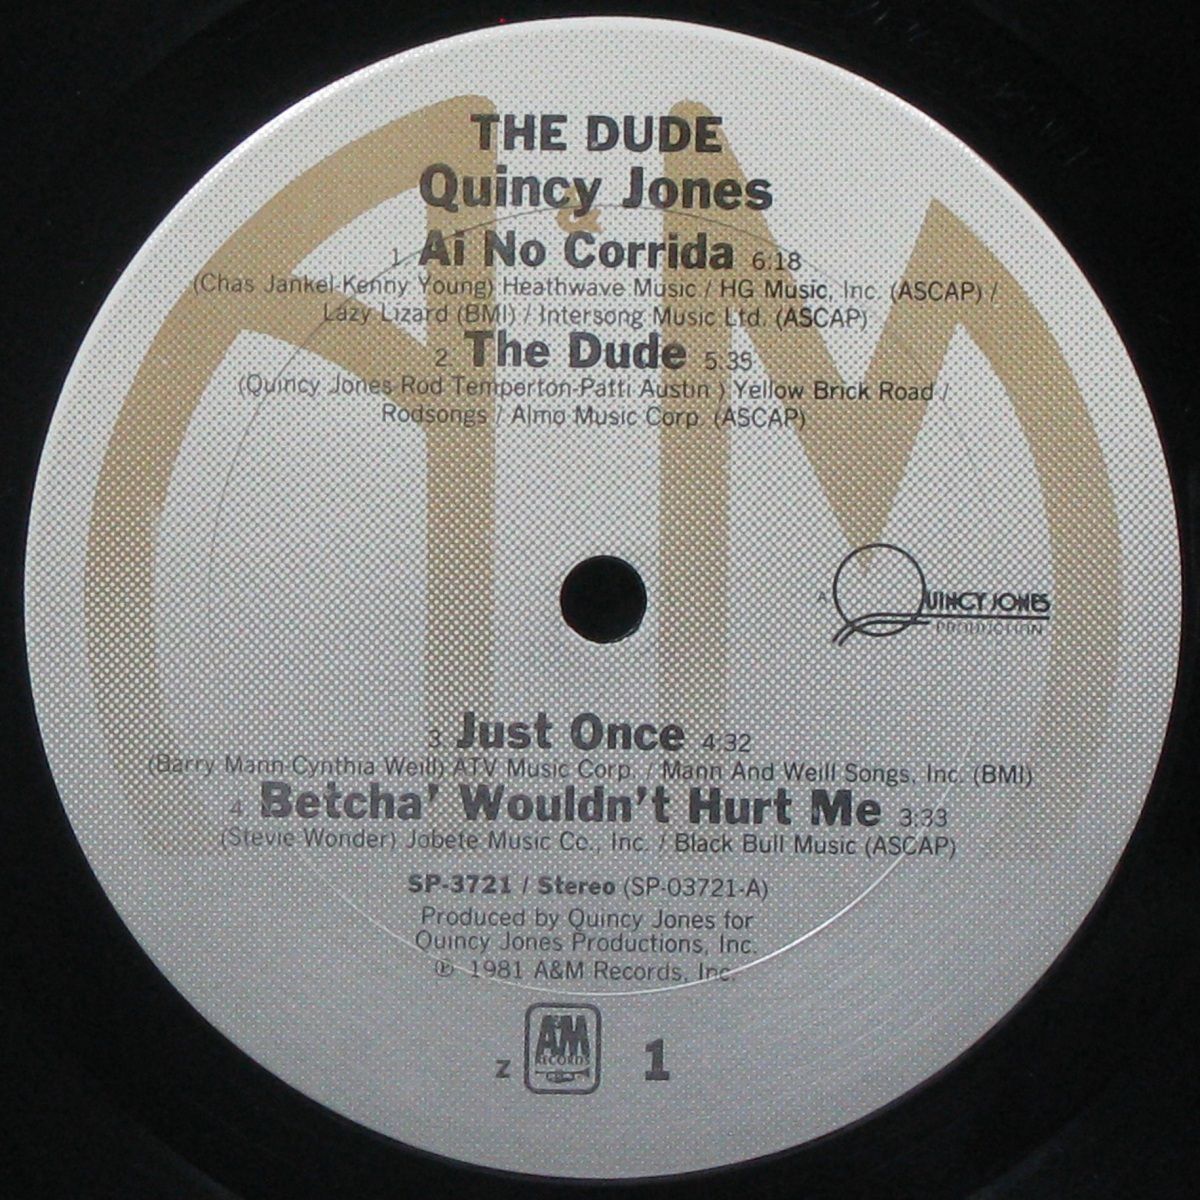 THE DUDE
Quincy Jones
&
1. Ai No Corrida 6:18
(Chas Jankel-Kenny Young) Heathwave Music / HG Music, Inc. (ASCAP) /
Lazy Lizard (BMI) / Intersong Music Ltd. (ASCAP)
2. The Dude 5:35
(Quincy Jones-Rod Temperton-Patti Austin ) Yellow Brick Road /
Rodsongs / Almo Music Corp. (ASCAP)
A QUINCY JONES
PRODUCTION
3. Just Once 4:32
(Barry Mann-Cynthia Weill) ATV Music Corp. / Mann And Weill Songs, Inc. (BMI)
4. Betcha' Wouldn't Hurt Me 3:33
(Stevie Wonder) Jobete Music Co., Inc. / Black Bull Music (ASCAP)
SP-3721 / Stereo (SP-03721-A)
Produced by Quincy Jones for
Quincy Jones Productions, Inc.
℗ 1981 A&M Records, Inc.
Z A&M RECORDS 1